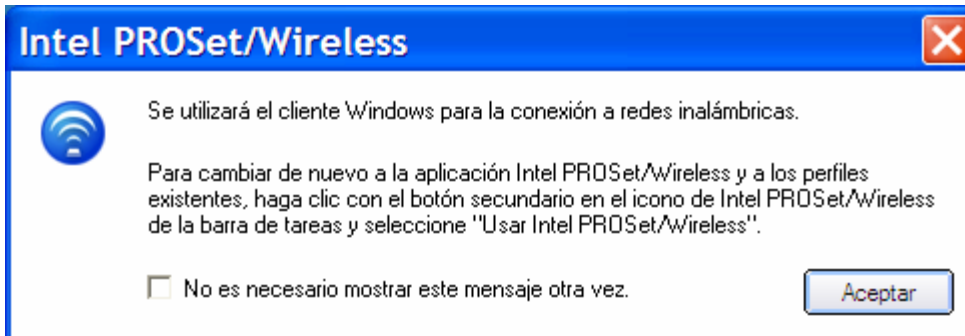 Intel PROSet/Wireless
Se utilizará el cliente Windows para la conexión a redes inalámbricas.
Para cambiar de nuevo a la aplicación Intel PROSet/Wireless y a los perfiles
existentes, haga clic con el botón secundario en el icono de Intel PROSet/Wireless
de la barra de tareas y seleccione "Usar Intel PROSet/Wireless".
No es necesario mostrar este mensaje otra vez.
Aceptar